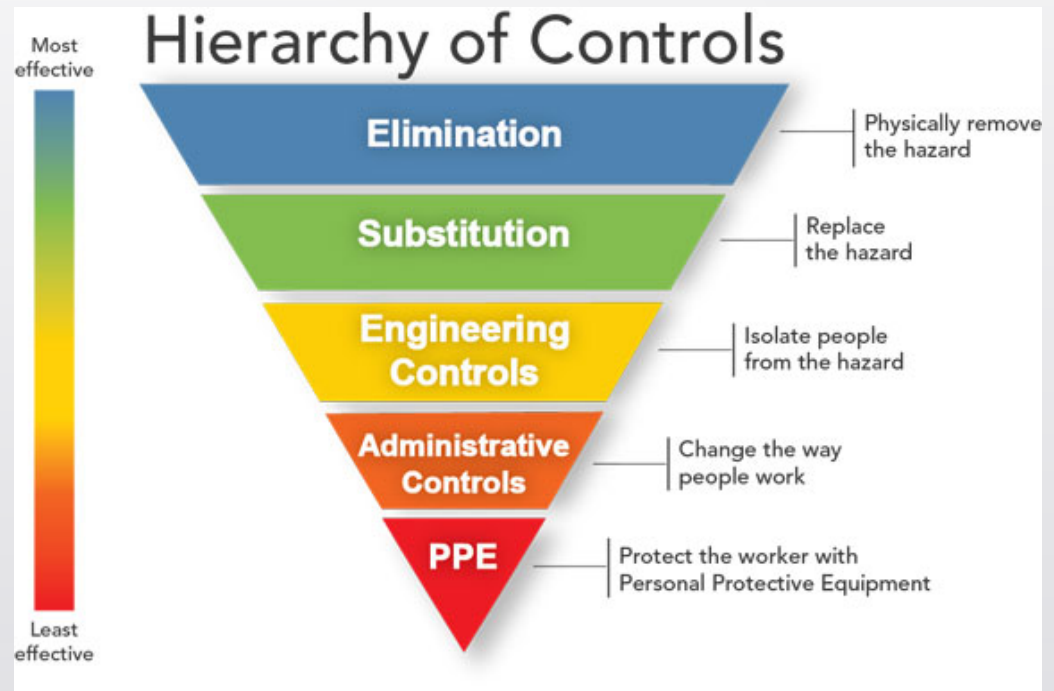 Hierarchy of Controls
Most
effective
Elimination
Physically remove
the hazard
Substitution
Replace
the hazard
Engineering
Controls
Isolate people
from the hazard
Administrative
Controls
Change the way
people work
PPE
Protect the worker with
Personal Protective Equipment
Least
effective